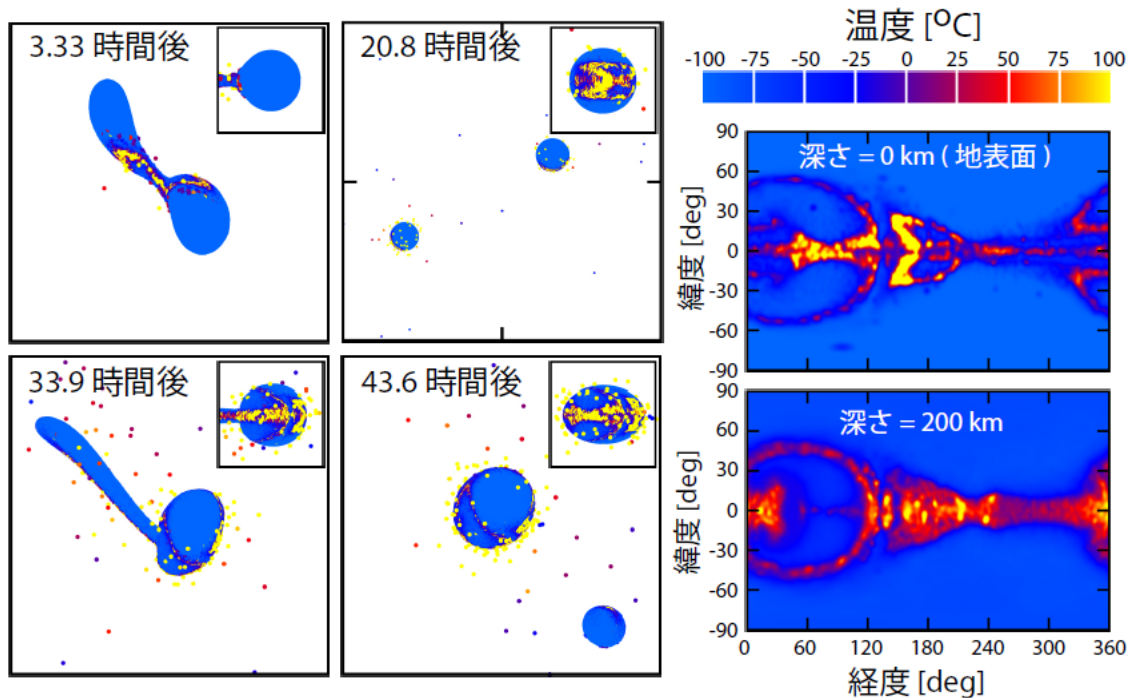 3.33 時間後
20.8 時間後
33.9 時間後
43.6 時間後
温度 [ºC]
-100 -75 -50 -25 0 25 50 75 100
深さ = 0 km ( 地表面 )
緯度 [deg]
90
60
30
0
-30
-60
-90
深さ = 200 km
緯度 [deg]
90
60
30
0
-30
-60
-90
0 60 120 180 240 300 360
経度 [deg]